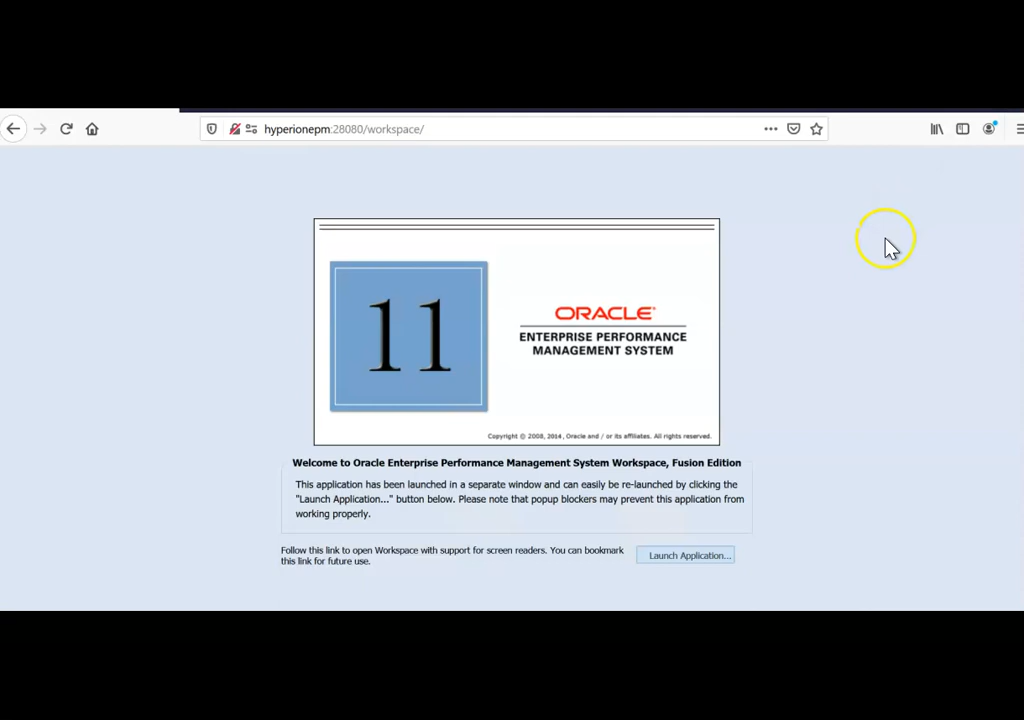 hyperionepm:28080/workspace/
11
ORACLE®
ENTERPRISE PERFORMANCE
MANAGEMENT SYSTEM
Copyright © 2008, 2014, Oracle and / or its affiliates. All rights reserved.
Welcome to Oracle Enterprise Performance Management System Workspace, Fusion Edition
This application has been launched in a separate window and can easily be re-launched by clicking the
"Launch Application..." button below. Please note that popup blockers may prevent this application from
working properly.
Follow this link to open Workspace with support for screen readers. You can bookmark
this link for future use.
Launch Application...